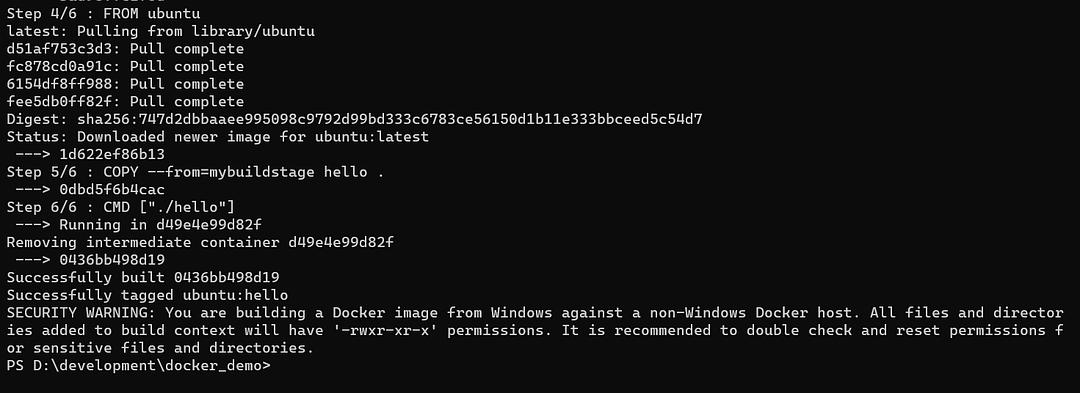 Step 4/6 : FROM ubuntu
latest: Pulling from library/ubuntu
d51af753c3d3: Pull complete
fc878cd0a91c: Pull complete
6154df8ff988: Pull complete
fee5db0ff82f: Pull complete
Digest: sha256:747d2dbbaaee995098c9792d99bd333c6783ce56150d1b11e333bbceed5c54d7
Status: Downloaded newer image for ubuntu:latest
 ---> 1d622ef86b13
Step 5/6 : COPY --from=mybuildstage hello .
 ---> 0dbd5f6b4cac
Step 6/6 : CMD ["./hello"]
 ---> Running in d49e4e99d82f
Removing intermediate container d49e4e99d82f
 ---> 0436bb498d19
Successfully built 0436bb498d19
Successfully tagged ubuntu:hello
SECURITY WARNING: You are building a Docker image from Windows against a non-Windows Docker host. All files and director
ies added to build context will have '-rwxr-xr-x' permissions. It is recommended to double check and reset permissions f
or sensitive files and directories.
PS D:\development\docker_demo>